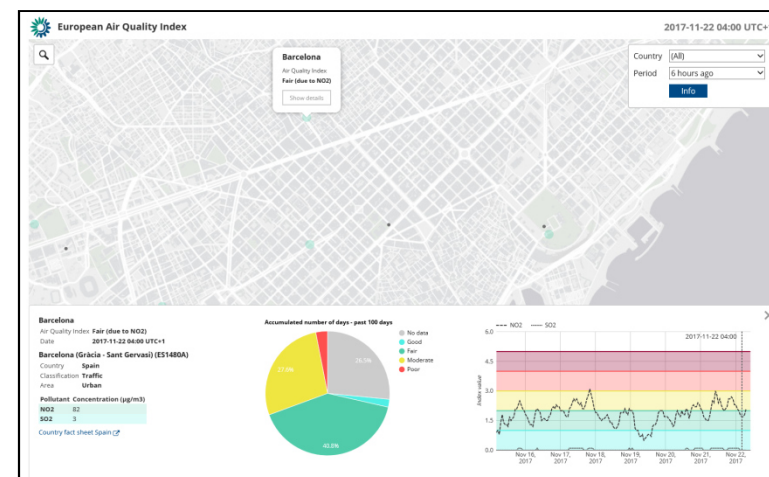 European Air Quality Index
2017-11-22 04:00 UTC+
Barcelona
Air Quality Index
Fair (due to NO2)
Show details
Country (All)
Period 6 hours ago
Info
Barcelona
Air Quality Index Fair (due to NO2)
Date 2017-11-22 04:00 UTC+1
Barcelona (Gràcia - Sant Gervasi) (ES1480A)
Country Spain
Classification Traffic
Area Urban
Pollutant Concentration (µg/m3)
NO2 82
SO2 3
Country fact sheet Spain
Accumulated number of days - past 100 days
No data
Good
Fair
Moderate
Poor
26.5%
27.6%
40.8%
NO2 SO2
2017-11-22 04:00
Index value
6.0
4.5
3.0
1.5
0.0
Nov 16, 2017
Nov 17, 2017
Nov 18, 2017
Nov 19, 2017
Nov 20, 2017
Nov 21, 2017
Nov 22, 2017